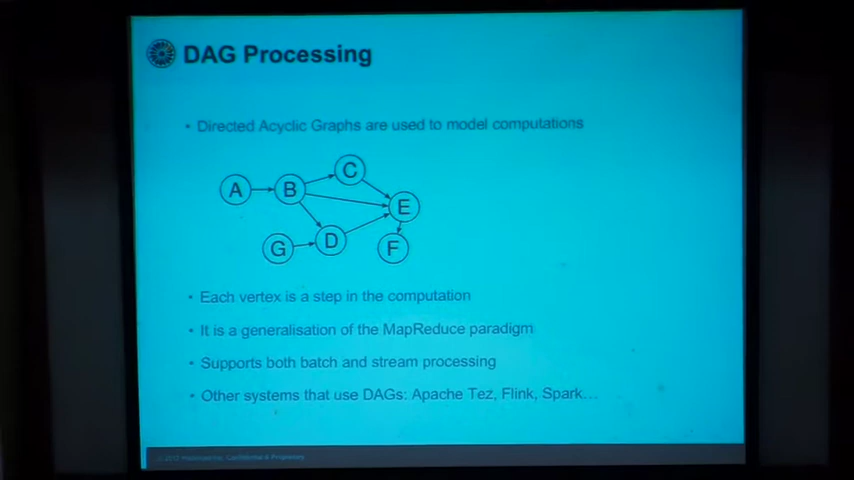 DAG Processing
• Directed Acyclic Graphs are used to model computations
C
A B
E
G D F
• Each vertex is a step in the computation
• It is a generalisation of the MapReduce paradigm
• Supports both batch and stream processing
• Other systems that use DAGs: Apache Tez, Flink, Spark…
Confidential & Proprietary